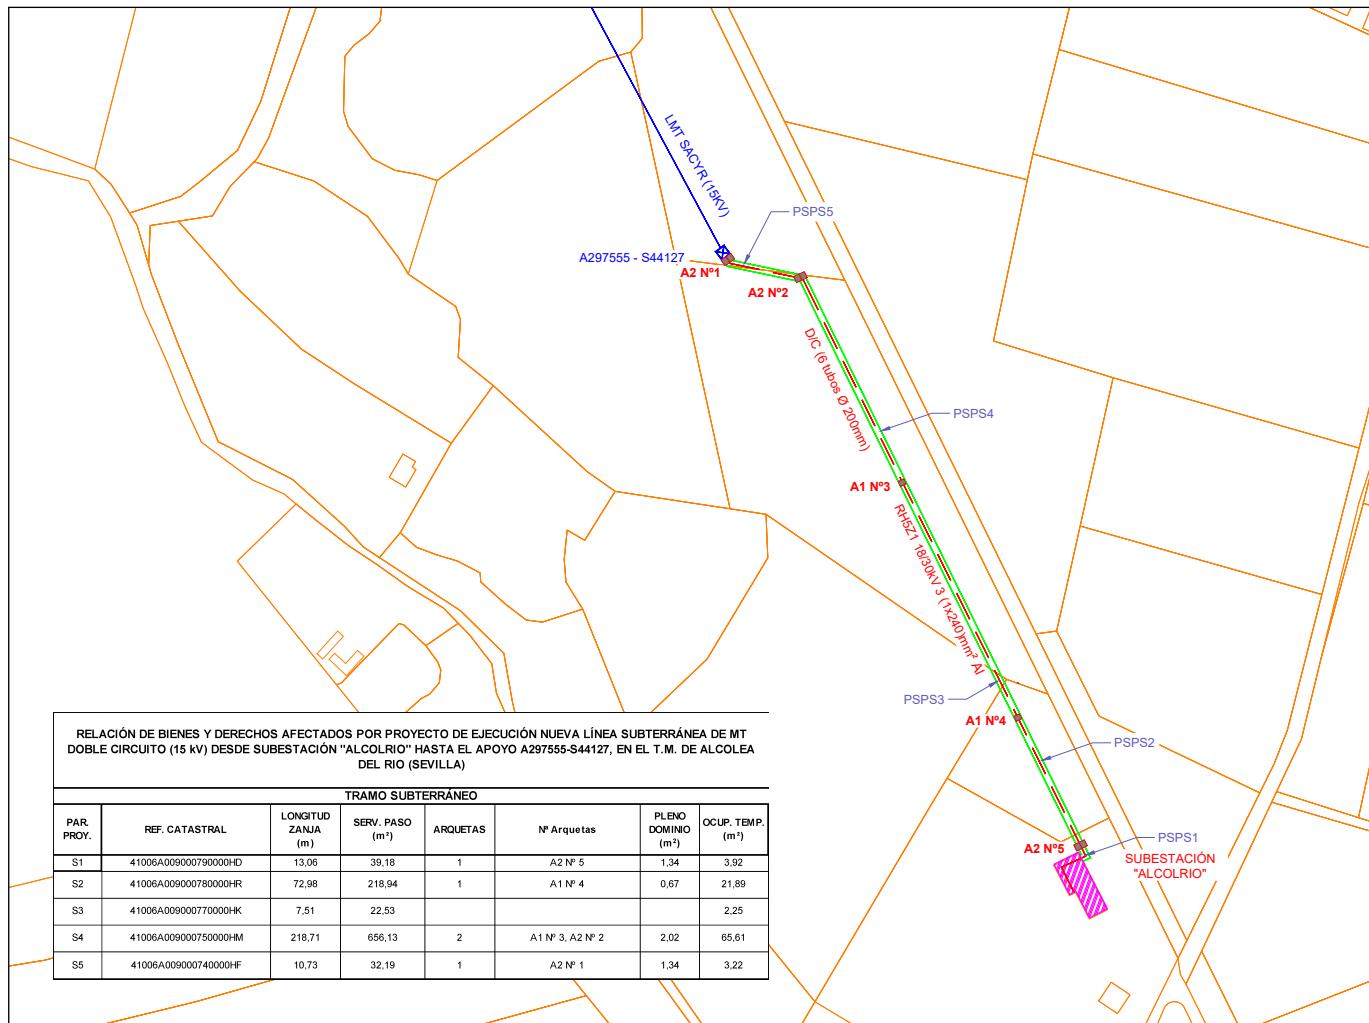 LMT SACYR (15KV)
PSPS5
A297555 - S44127
A2 Nº1
A2 Nº2
D/C (6 tubos Ø 200mm)
PSPS4
A1 Nº3
RH5Z1 18/30kV 3 (1x240)mm² Al
PSPS3
A1 Nº4
PSPS2
PSPS1
A2 Nº5
SUBESTACIÓN
"ALCOLRIO"
RELACIÓN DE BIENES Y DERECHOS AFECTADOS POR PROYECTO DE EJECUCIÓN NUEVA LÍNEA SUBTERRÁNEA DE MT
DOBLE CIRCUITO (15 kV) DESDE SUBESTACIÓN "ALCOLRIO" HASTA EL APOYO A297555-S44127, EN EL T.M. DE ALCOLEA
DEL RIO (SEVILLA)
TRAMO SUBTERRÁNEO
PAR. PROY. REF. CATASTRAL LONGITUD ZANJA (m) SERV. PASO (m²) ARQUETAS Nº Arquetas PLENO DOMINIO (m²) OCUP. TEMP. (m²)
S1 41006A009000790000HD 13,06 39,18 1 A2 Nº 5 1,34 3,92
S2 41006A009000780000HR 72,98 218,94 1 A1 Nº 4 0,67 21,89
S3 41006A009000770000HK 7,51 22,53 2,25
S4 41006A009000750000HM 218,71 656,13 2 A1 Nº 3, A2 Nº 2 2,02 65,61
S5 41006A009000740000HF 10,73 32,19 1 A2 Nº 1 1,34 3,22